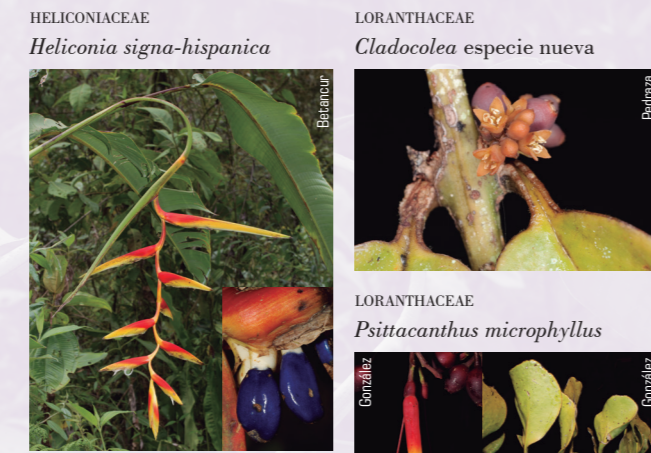 HELICONIACEAE
Heliconia signa-hispanica
Betancur
LORANTHACEAE
Cladocolea especie nueva
Pedraza
LORANTHACEAE
Psittacanthus microphyllus
González
González